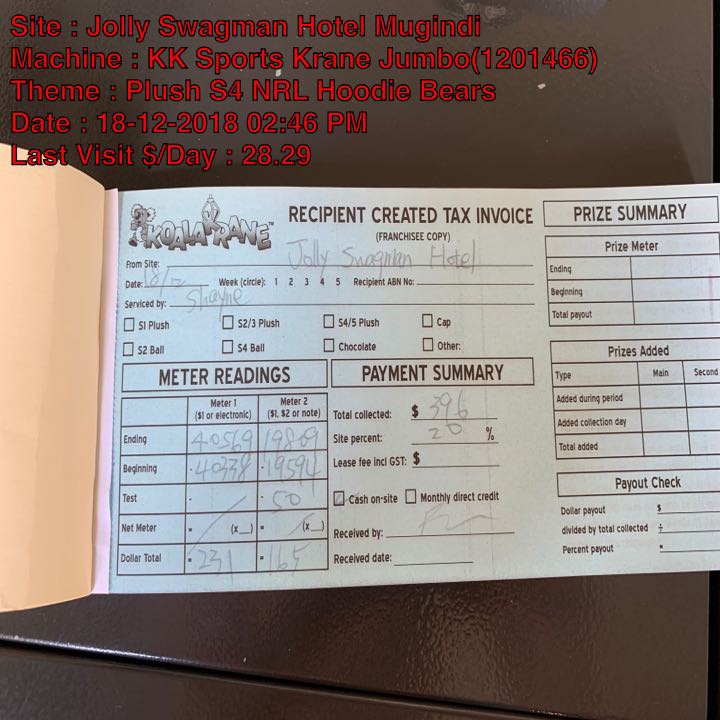 Site : Jolly Swagman Hotel Mugindi
Machine : KK Sports Krane Jumbo(1201466)
Theme : Plush S4 NRL Hoodie Bears
Date : 18-12-2018 02:46 PM
Last Visit $/Day : 28.29
KOALA KRANE™
RECIPIENT CREATED TAX INVOICE
(FRANCHISEE COPY)
From Site: Jolly Swagman Hotel
Date: 18/12 Week (circle): 1 2 3 4 5 Recipient ABN No:
Serviced by: Shayne
S1 Plush S2/3 Plush S4/5 Plush Cap
S2 Ball S4 Ball Chocolate Other:
METER READINGS
Meter 1 ($1 or electronic) Meter 2 ($1, $2 or note)
Ending 40569 19809
Beginning 40338 19594
Test - 50
Net Meter = (x__) = (x__)
Dollar Total = 231 = 165
PAYMENT SUMMARY
Total collected: $ 396
Site percent: 20 %
Lease fee incl GST: $
Cash on-site Monthly direct credit
Received by:
Received date:
PRIZE SUMMARY
Prize Meter
Ending
Beginning
Total payout
Prizes Added
Type Main Second
Added during period
Added collection day
Total added
Payout Check
Dollar payout $
divided by total collected ÷
Percent payout =